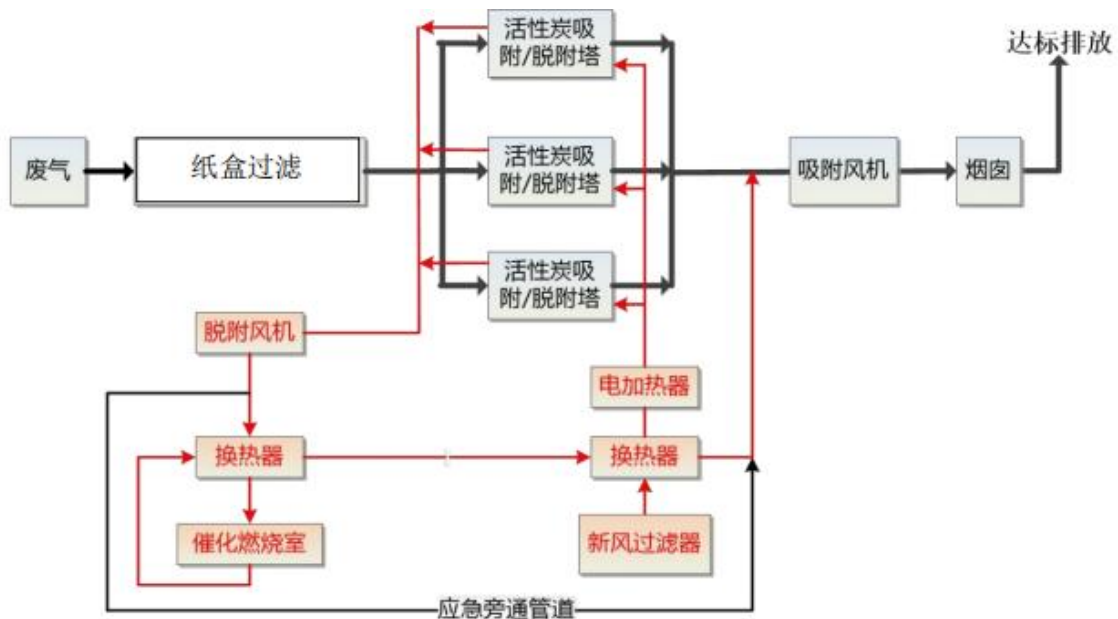 活性炭吸
附/脱附塔
达标排放
废气
纸盒过滤
活性炭吸
附/脱附塔
吸附风机
烟囱
活性炭吸
附/脱附塔
脱附风机
电加热器
换热器
换热器
催化燃烧室
新风过滤器
应急旁通管道